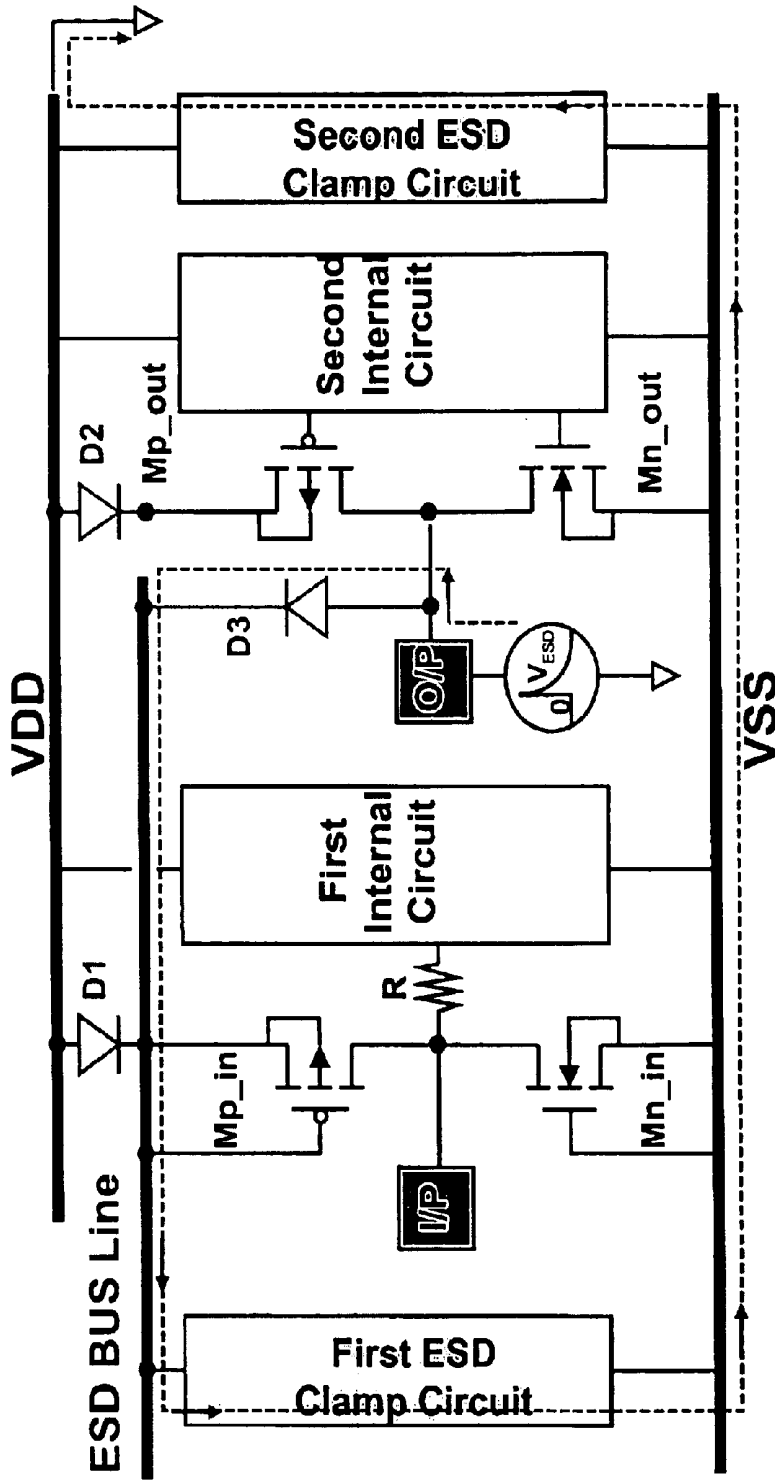 VDD
ESD BUS Line
D1
D2
Mp_out
D3
Mp_in
R
I/P
O/P
First
Internal
Circuit
Second
Internal
Circuit
First ESD
Clamp Circuit
Second ESD
Clamp Circuit
0
VESD
Mn_in
Mn_out
VSS